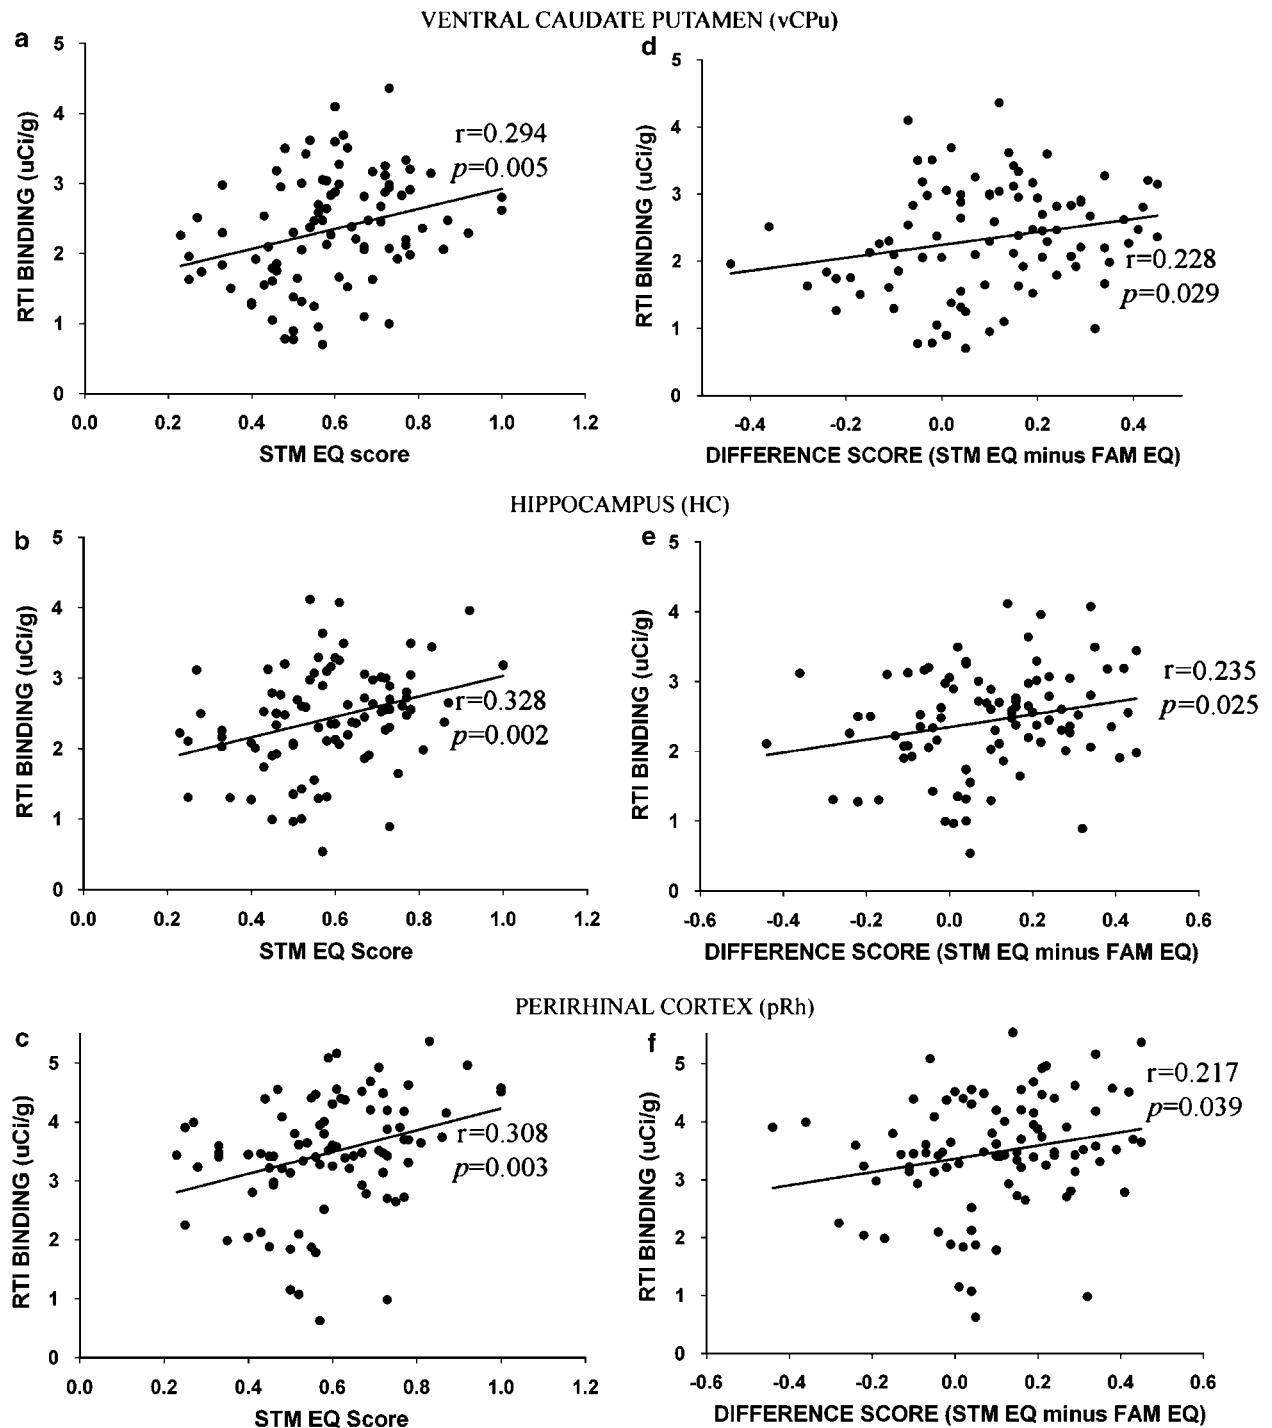 VENTRAL CAUDATE PUTAMEN (vCPu)
a
RTI BINDING (uCi/g)
5
4
3
2
1
0
r=0.294
p=0.005
0.0 0.2 0.4 0.6 0.8 1.0 1.2
STM EQ score
d
RTI BINDING (uCi/g)
5
4
3
2
1
0
r=0.228
p=0.029
-0.4 -0.2 0.0 0.2 0.4
DIFFERENCE SCORE (STM EQ minus FAM EQ)
HIPPOCAMPUS (HC)
b
RTI BINDING (uCi/g)
5
4
3
2
1
0
r=0.328
p=0.002
0.0 0.2 0.4 0.6 0.8 1.0 1.2
STM EQ Score
e
RTI BINDING (uCi/g)
5
4
3
2
1
0
r=0.235
p=0.025
-0.6 -0.4 -0.2 0.0 0.2 0.4 0.6
DIFFERENCE SCORE (STM EQ minus FAM EQ)
PERIRHINAL CORTEX (pRh)
c
RTI BINDING (uCi/g)
5
4
3
2
1
0
r=0.308
p=0.003
0.0 0.2 0.4 0.6 0.8 1.0 1.2
STM EQ Score
f
RTI BINDING (uCi/g)
5
4
3
2
1
0
r=0.217
p=0.039
-0.6 -0.4 -0.2 0.0 0.2 0.4 0.6
DIFFERENCE SCORE (STM EQ minus FAM EQ)